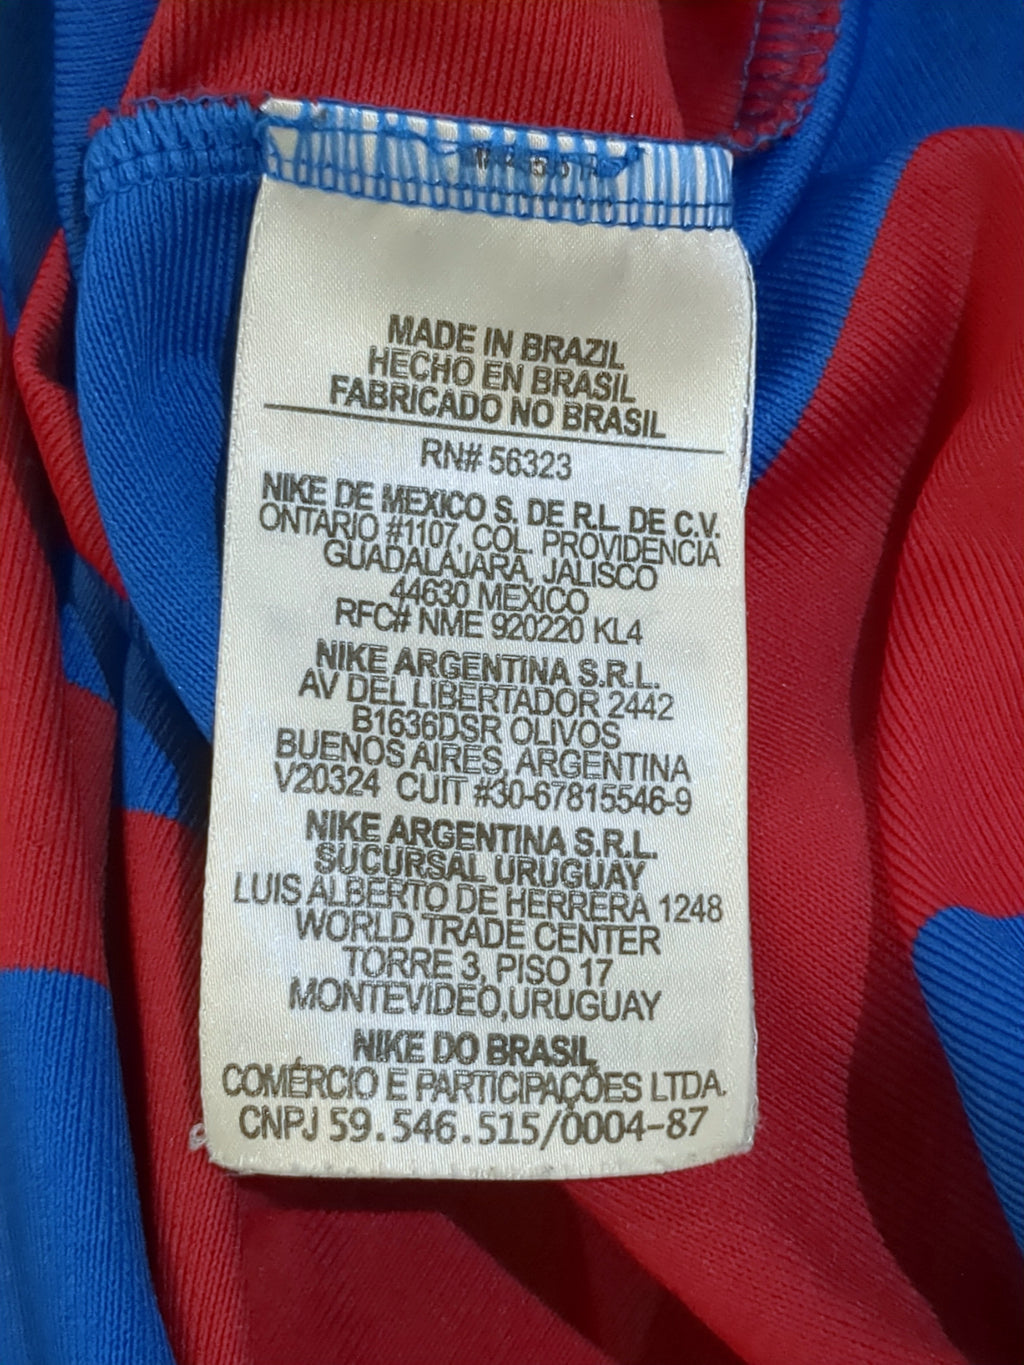 MADE IN BRAZIL
HECHO EN BRASIL
FABRICADO NO BRASIL
RN# 56323
NIKE DE MEXICO S. DE R.L. DE C.V.
ONTARIO #1107, COL. PROVIDENCIA
GUADALAJARA, JALISCO
44630 MEXICO
RFC# NME 920220 KL4
NIKE ARGENTINA S.R.L.
AV DEL LIBERTADOR 2442
B1636DSR OLIVOS
BUENOS AIRES, ARGENTINA
V20324 CUIT #30-67815546-9
NIKE ARGENTINA S.R.L.
SUCURSAL URUGUAY
LUIS ALBERTO DE HERRERA 1248
WORLD TRADE CENTER
TORRE 3, PISO 17
MONTEVIDEO,URUGUAY
NIKE DO BRASIL
COMÉRCIO E PARTICIPAÇÕES LTDA.
CNPJ 59.546.515/0004-87